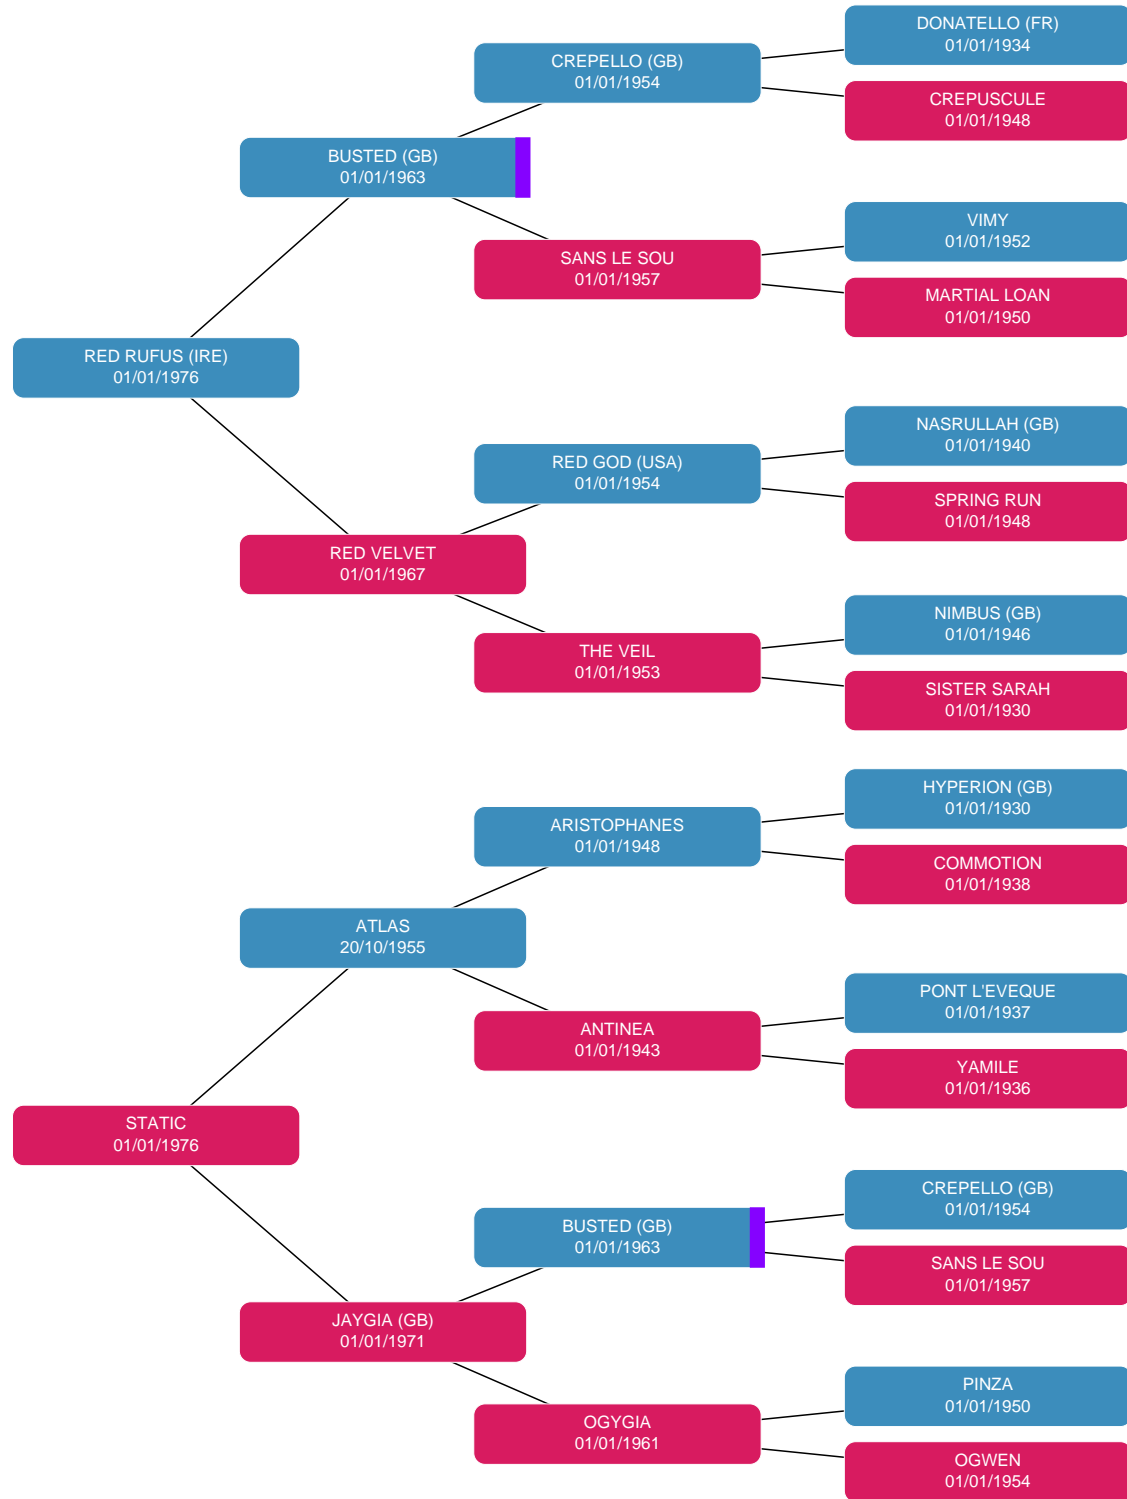 DONATELLO (FR)
01/01/1934
CREPELLO (GB)
01/01/1954
CREPUSCULE
01/01/1948
BUSTED (GB)
01/01/1963
VIMY
01/01/1952
SANS LE SOU
01/01/1957
MARTIAL LOAN
01/01/1950
RED RUFUS (IRE)
01/01/1976
NASRULLAH (GB)
01/01/1940
RED GOD (USA)
01/01/1954
SPRING RUN
01/01/1948
RED VELVET
01/01/1967
NIMBUS (GB)
01/01/1946
THE VEIL
01/01/1953
SISTER SARAH
01/01/1930
HYPERION (GB)
01/01/1930
ARISTOPHANES
01/01/1948
COMMOTION
01/01/1938
ATLAS
20/10/1955
PONT L'EVEQUE
01/01/1937
ANTINEA
01/01/1943
YAMILE
01/01/1936
STATIC
01/01/1976
CREPELLO (GB)
01/01/1954
BUSTED (GB)
01/01/1963
SANS LE SOU
01/01/1957
JAYGIA (GB)
01/01/1971
PINZA
01/01/1950
OGYGIA
01/01/1961
OGWEN
01/01/1954